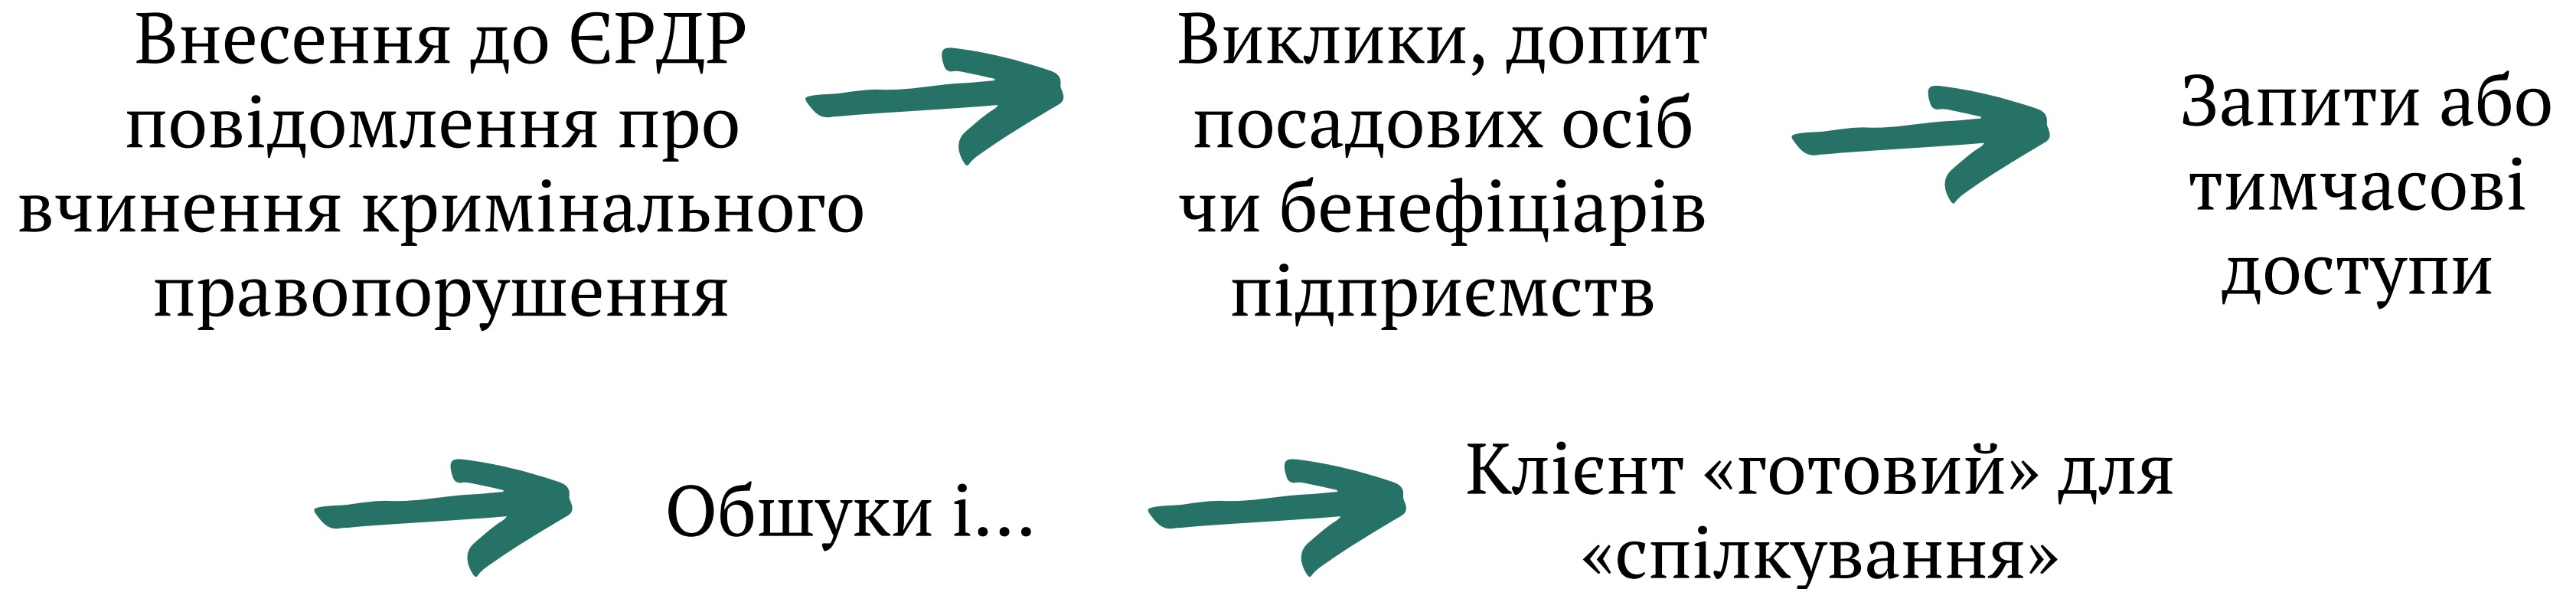 Внесення до ЄРДР
повідомлення про
вчинення кримінального
правопорушення
Виклики, допит
посадових осіб
чи бенефіціарів
підприємств
Запити або
тимчасові
доступи
Обшуки і...
Клієнт «готовий» для
«спілкування»